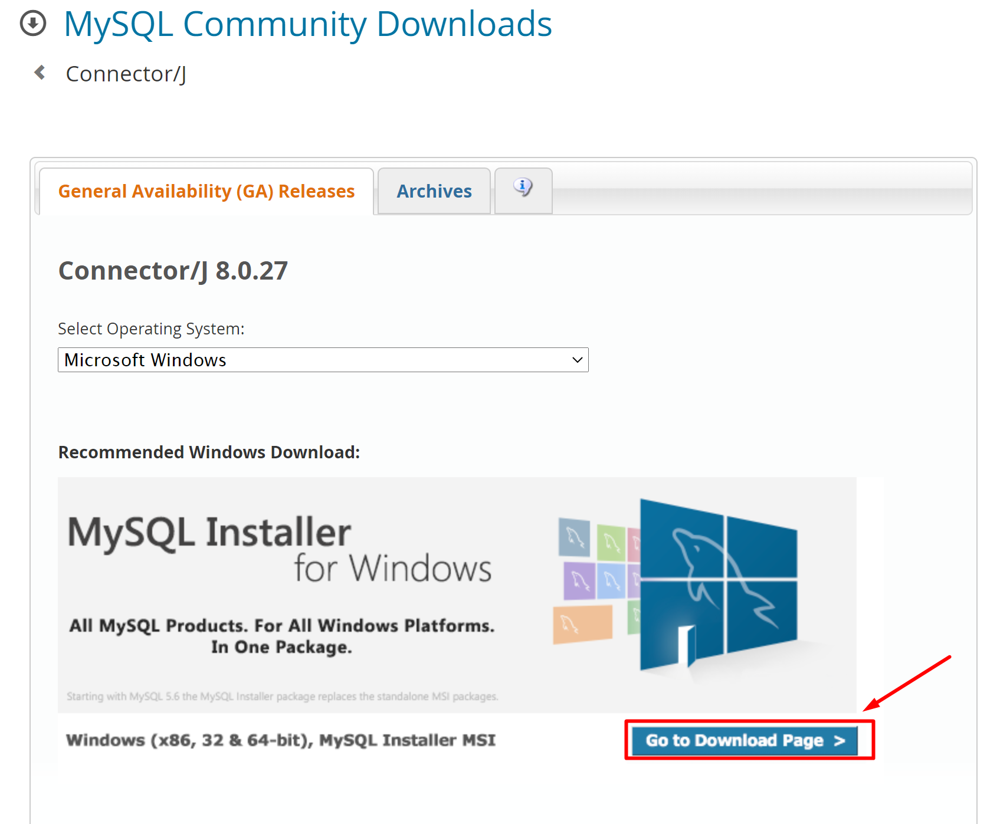 MySQL Community Downloads
Connector/J
General Availability (GA) Releases
Archives
Connector/J 8.0.27
Select Operating System:
Microsoft Windows
Recommended Windows Download:
MySQL Installer
for Windows
All MySQL Products. For All Windows Platforms.
In One Package.
Starting with MySQL 5.6 the MySQL Installer package replaces the standalone MSI packages.
Windows (x86, 32 & 64-bit), MySQL Installer MSI
Go to Download Page >